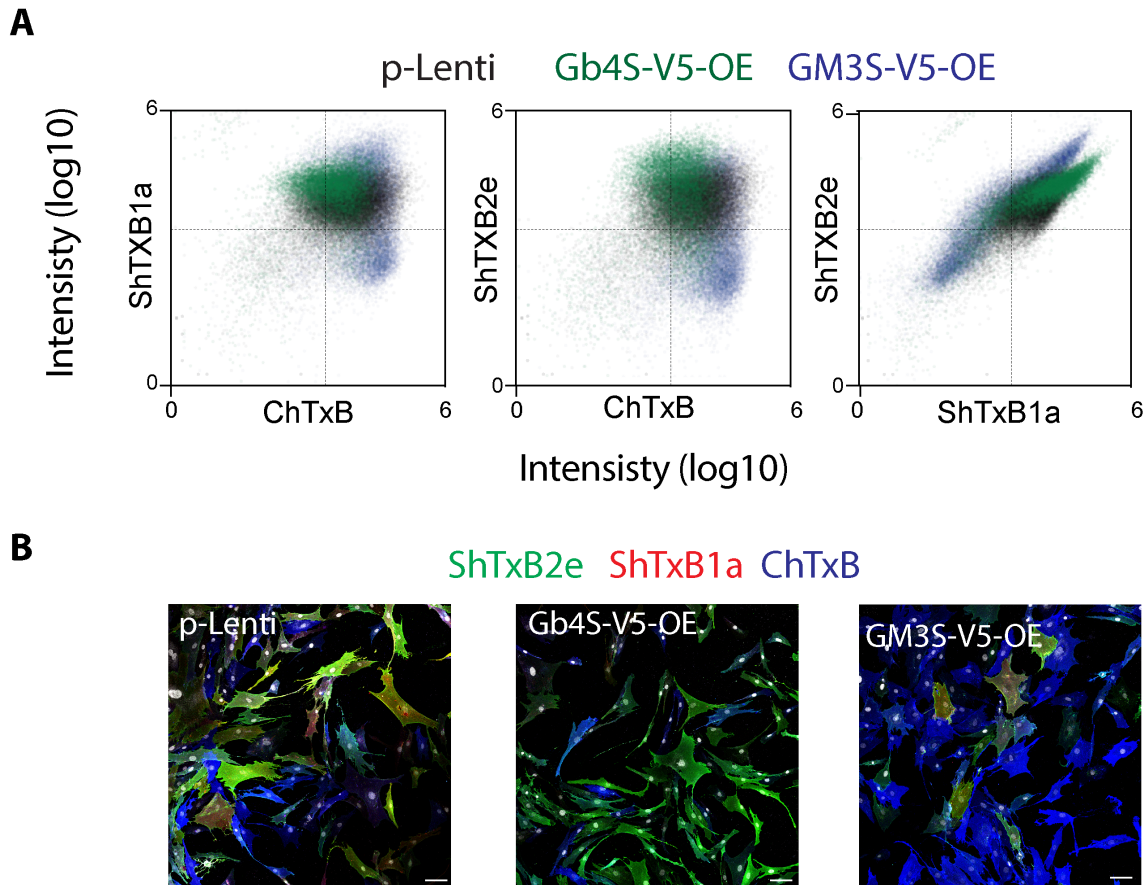 A
p-Lenti Gb4S-V5-OE GM3S-V5-OE
Intensisty (log10)
6
ShTXB1a
0
0 ChTxB 6
6
ShTXB2e
0
0 ChTxB 6
6
ShTXB2e
0
0 ShTxB1a 6
Intensisty (log10)
B
ShTxB2e ShTxB1a ChTxB
p-Lenti
Gb4S-V5-OE
GM3S-V5-OE